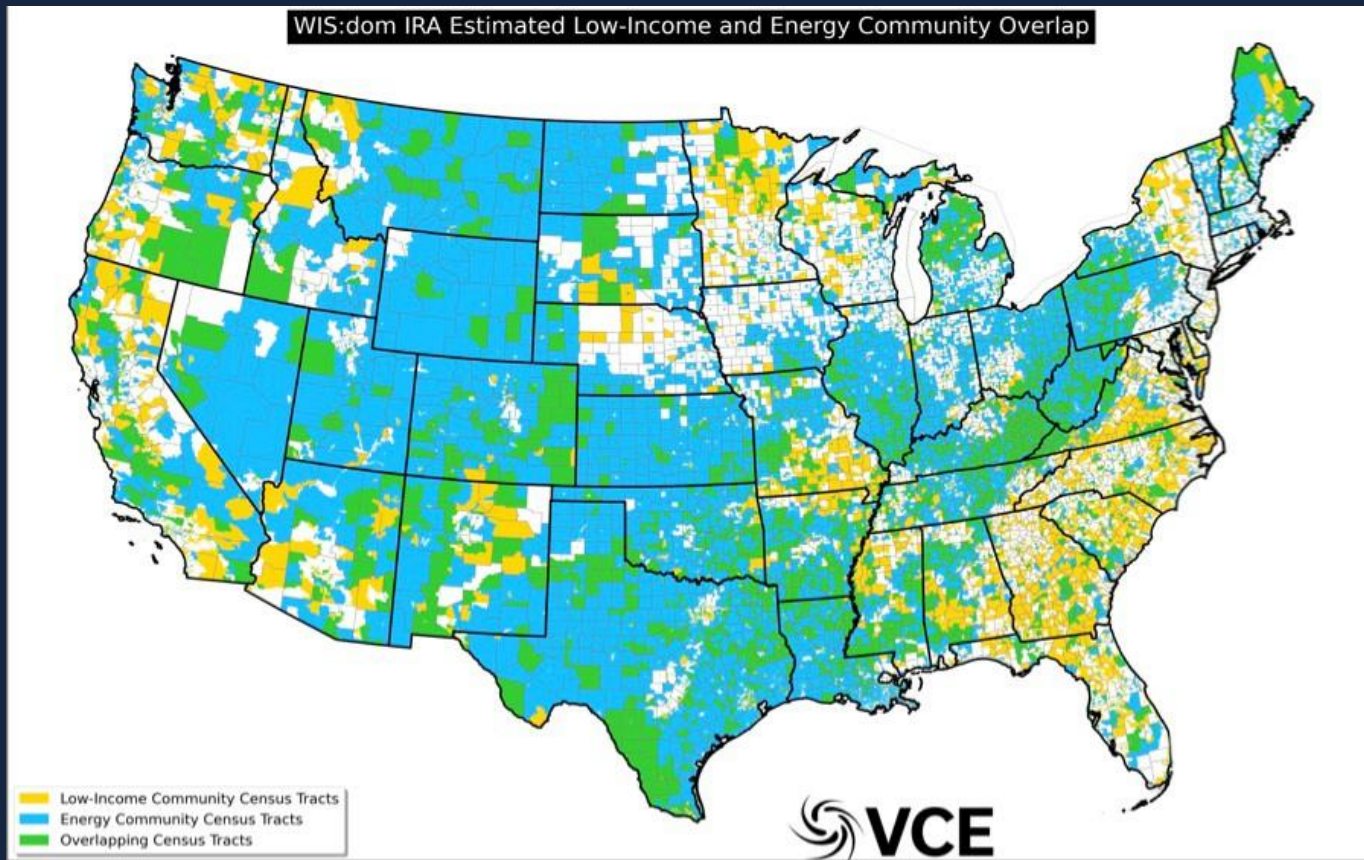 WIS:dom IRA Estimated Low-Income and Energy Community Overlap
Low-Income Community Census Tracts
Energy Community Census Tracts
Overlapping Census Tracts
VCE